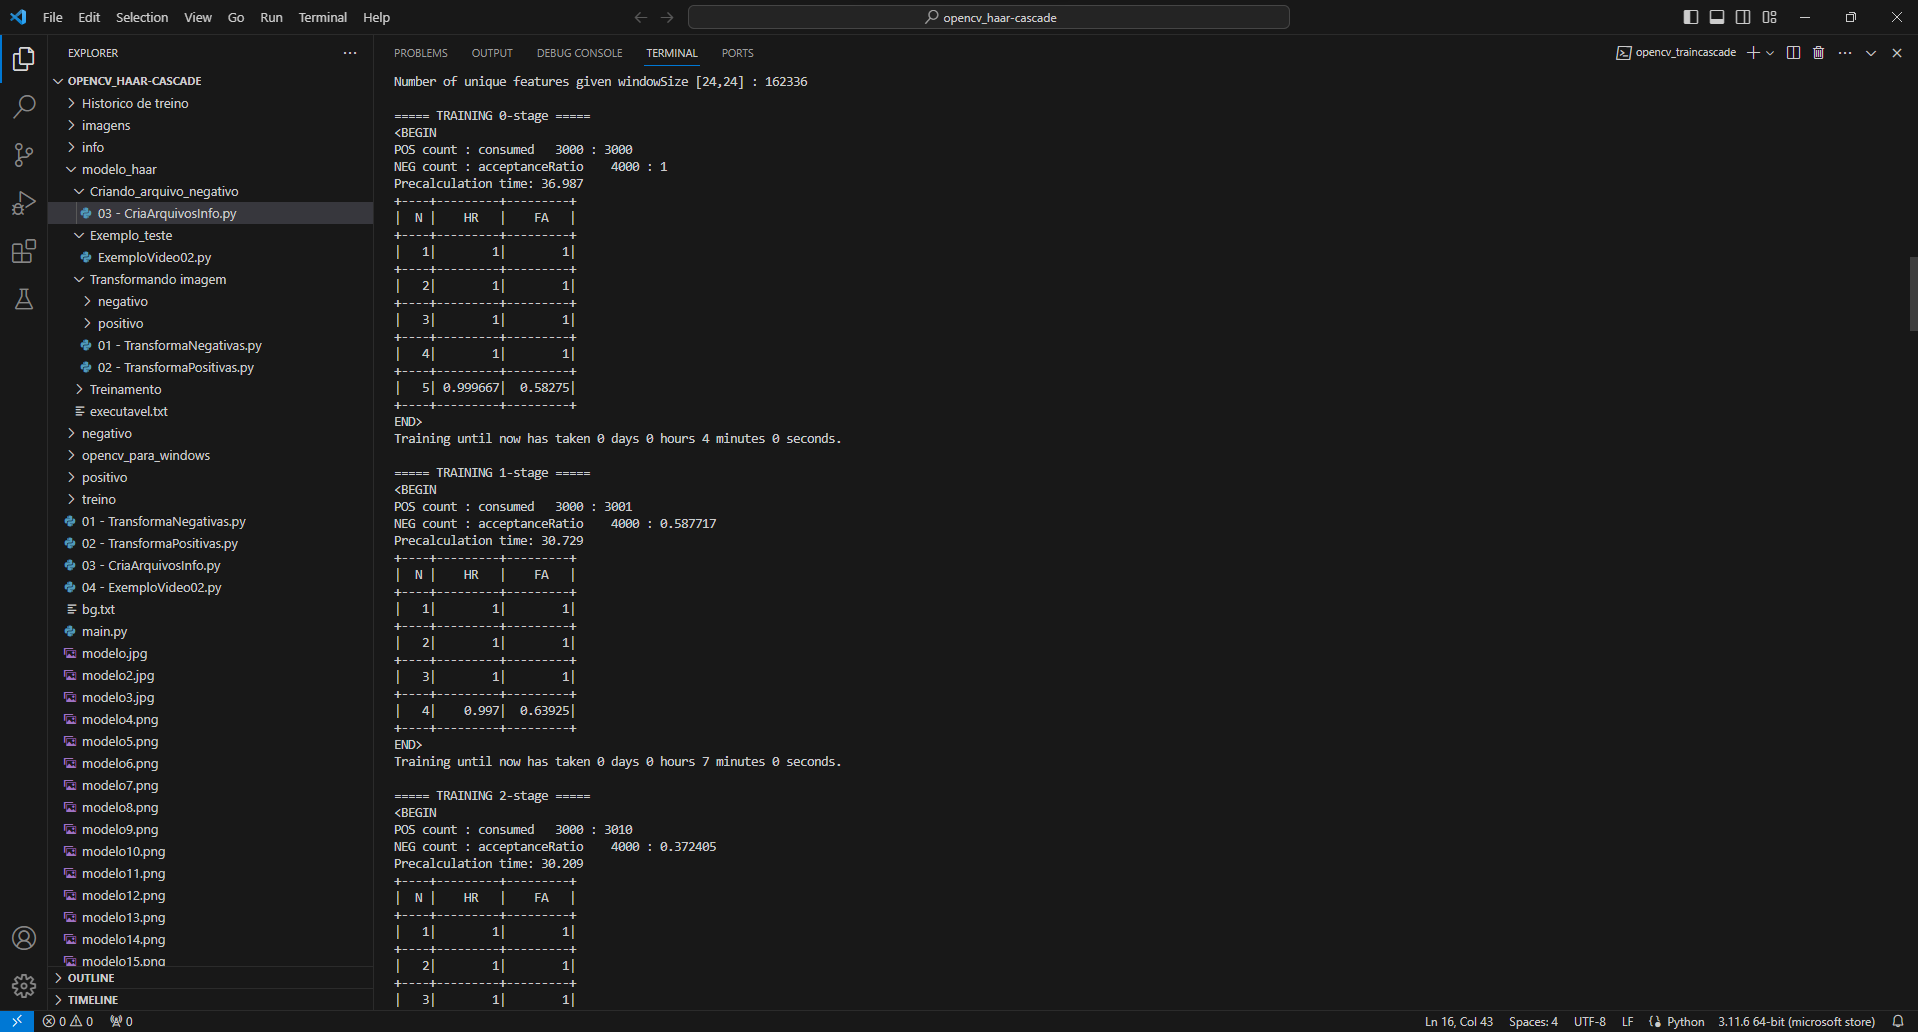 File Edit Selection View Go Run Terminal Help
opencv_haar-cascade
EXPLORER
OPENCV_HAAR-CASCADE
Historico de treino
imagens
info
modelo_haar
Criando_arquivo_negativo
03 - CriaArquivosInfo.py
Exemplo_teste
ExemploVideo02.py
Transformando imagem
negativo
positivo
01 - TransformaNegativas.py
02 - TransformaPositivas.py
Treinamento
executavel.txt
negativo
opencv_para_windows
positivo
treino
01 - TransformaNegativas.py
02 - TransformaPositivas.py
03 - CriaArquivosInfo.py
04 - ExemploVideo02.py
bg.txt
main.py
modelo.jpg
modelo2.jpg
modelo3.jpg
modelo4.png
modelo5.png
modelo6.png
modelo7.png
modelo8.png
modelo9.png
modelo10.png
modelo11.png
modelo12.png
modelo13.png
modelo14.png
modelo15.png
OUTLINE
TIMELINE
PROBLEMS OUTPUT DEBUG CONSOLE TERMINAL PORTS
opencv_traincascade
Number of unique features given windowSize [24,24] : 162336
===== TRAINING 0-stage =====
<BEGIN
POS count : consumed   3000 : 3000
NEG count : acceptanceRatio    4000 : 1
Precalculation time: 36.987
+----+---------+---------+
|  N |    HR   |    FA   |
+----+---------+---------+
|   1|        1|        1|
+----+---------+---------+
|   2|        1|        1|
+----+---------+---------+
|   3|        1|        1|
+----+---------+---------+
|   4|        1|        1|
+----+---------+---------+
|   5| 0.999667|  0.58275|
+----+---------+---------+
END>
Training until now has taken 0 days 0 hours 4 minutes 0 seconds.
===== TRAINING 1-stage =====
<BEGIN
POS count : consumed   3000 : 3001
NEG count : acceptanceRatio    4000 : 0.587717
Precalculation time: 30.729
+----+---------+---------+
|  N |    HR   |    FA   |
+----+---------+---------+
|   1|        1|        1|
+----+---------+---------+
|   2|        1|        1|
+----+---------+---------+
|   3|        1|        1|
+----+---------+---------+
|   4|    0.997|  0.63925|
+----+---------+---------+
END>
Training until now has taken 0 days 0 hours 7 minutes 0 seconds.
===== TRAINING 2-stage =====
<BEGIN
POS count : consumed   3000 : 3010
NEG count : acceptanceRatio    4000 : 0.372405
Precalculation time: 30.209
+----+---------+---------+
|  N |    HR   |    FA   |
+----+---------+---------+
|   1|        1|        1|
+----+---------+---------+
|   2|        1|        1|
+----+---------+---------+
|   3|        1|        1|
0 0 0
Ln 16, Col 43 Spaces: 4 UTF-8 LF Python 3.11.6 64-bit (microsoft store)